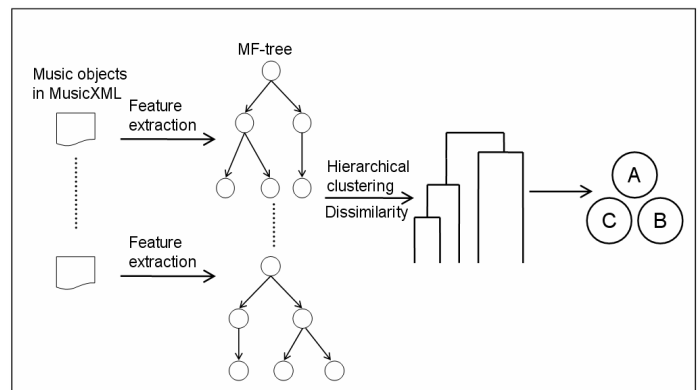 MF-tree
Music objects
in MusicXML
Feature
extraction
Hierarchical
clustering
Dissimilarity
A
C
B
Feature
extraction